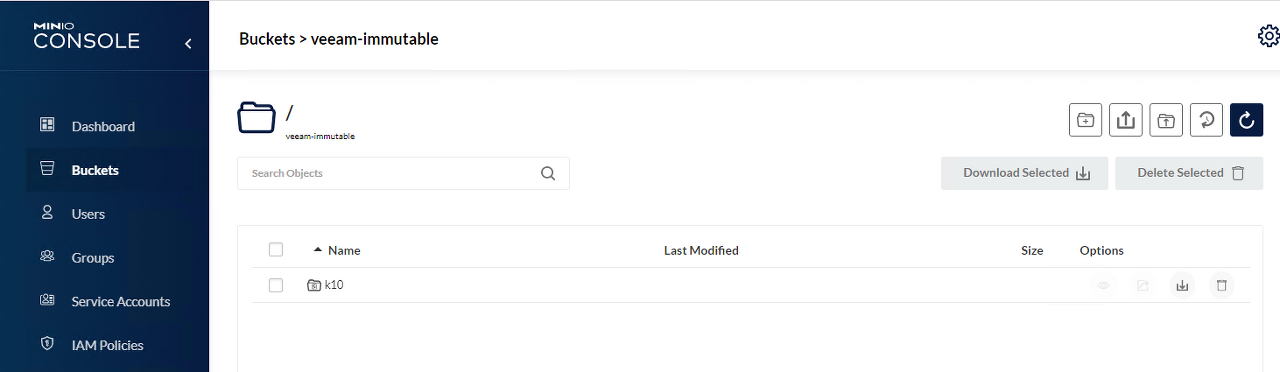 MINIO
CONSOLE
Buckets > veeam-immutable
Dashboard
Buckets
Users
Groups
Service Accounts
IAM Policies
/
veeam-immutable
Search Objects
Download Selected
Delete Selected
Name Last Modified Size Options
k10